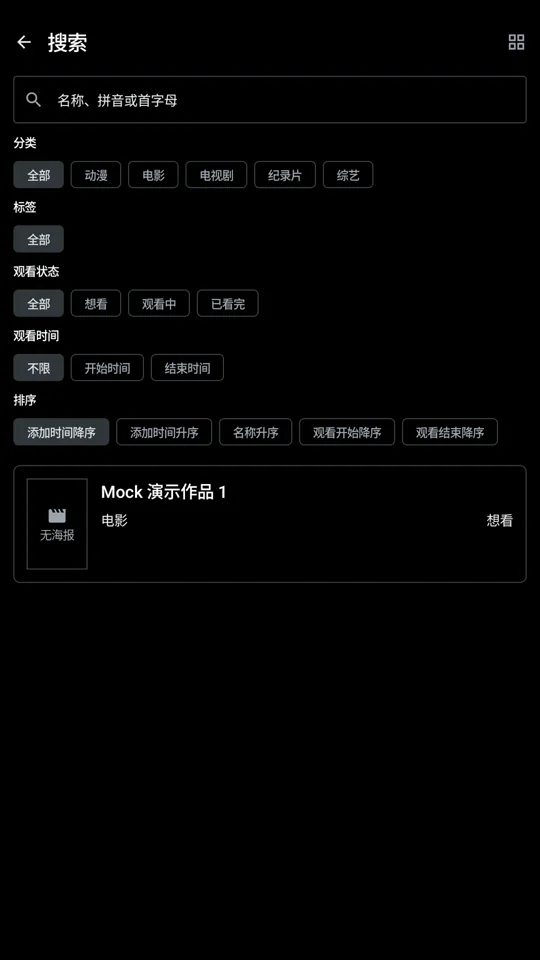 搜索
名称、拼音或首字母
分类
全部 动漫 电影 电视剧 纪录片 综艺
标签
全部
观看状态
全部 想看 观看中 已看完
观看时间
不限 开始时间 结束时间
排序
添加时间降序 添加时间升序 名称升序 观看开始降序 观看结束降序
Mock 演示作品 1
电影 想看
无海报